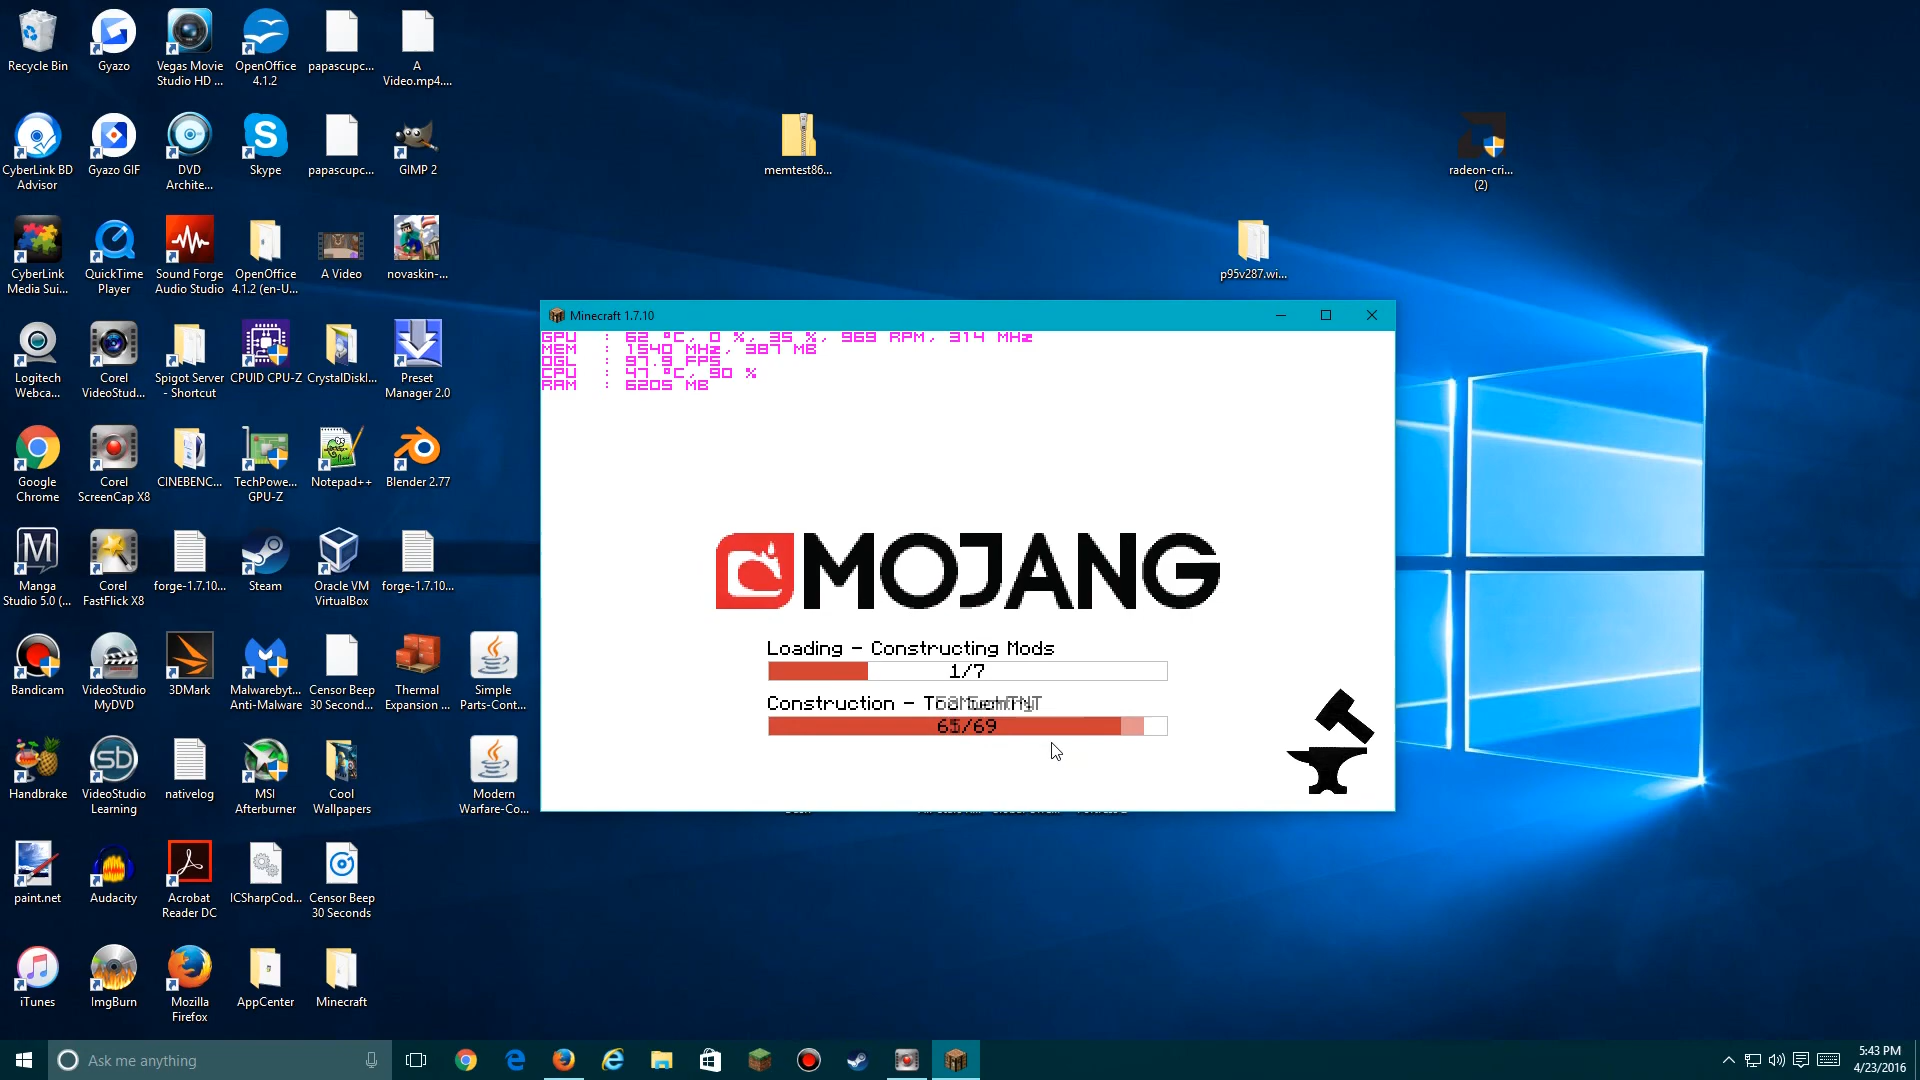 Recycle Bin
Gyazo
Vegas Movie
Studio HD ...
OpenOffice
4.1.2
papascupc...
A
Video.mp4....
CyberLink BD
Advisor
Gyazo GIF
DVD
Archite...
Skype
papascupc...
GIMP 2
memtest86...
radeon-cri...
(2)
CyberLink
Media Sui...
QuickTime
Player
Sound Forge
Audio Studio
OpenOffice
4.1.2 (en-U...
A Video
novaskin-...
p95v287.wi...
Minecraft 1.7.10
GPU : 62 °C, 0 %, 35 %, 969 RPM, 314 MHz
MEM : 1540 MHz, 387 MB
OGL : 97.9 FPS
CPU : 47 °C, 90 %
RAM : 6205 MB
Logitech
Webca...
Corel
VideoStud...
Spigot Server
- Shortcut
CPUID CPU-Z
CrystalDiskI...
Preset
Manager 2.0
Google
Chrome
Corel
ScreenCap X8
CINEBENC...
TechPowe...
GPU-Z
Notepad++
Blender 2.77
MOJANG
Manga
Studio 5.0 (...
Corel
FastFlick X8
forge-1.7.10...
Steam
Oracle VM
VirtualBox
forge-1.7.10...
Loading - Constructing Mods
1/7
Construction -
/69
Bandicam
VideoStudio
MyDVD
3DMark
Malwarebyt...
Anti-Malware
Censor Beep
30 Second...
Thermal
Expansion ...
Simple
Parts-Cont...
Handbrake
VideoStudio
Learning
nativelog
MSI
Afterburner
Cool
Wallpapers
Modern
Warfare-Co...
paint.net
Audacity
Acrobat
Reader DC
ICSharpCod...
Censor Beep
30 Seconds
iTunes
ImgBurn
Mozilla
Firefox
AppCenter
Minecraft
Ask me anything
5:43 PM
4/23/2016